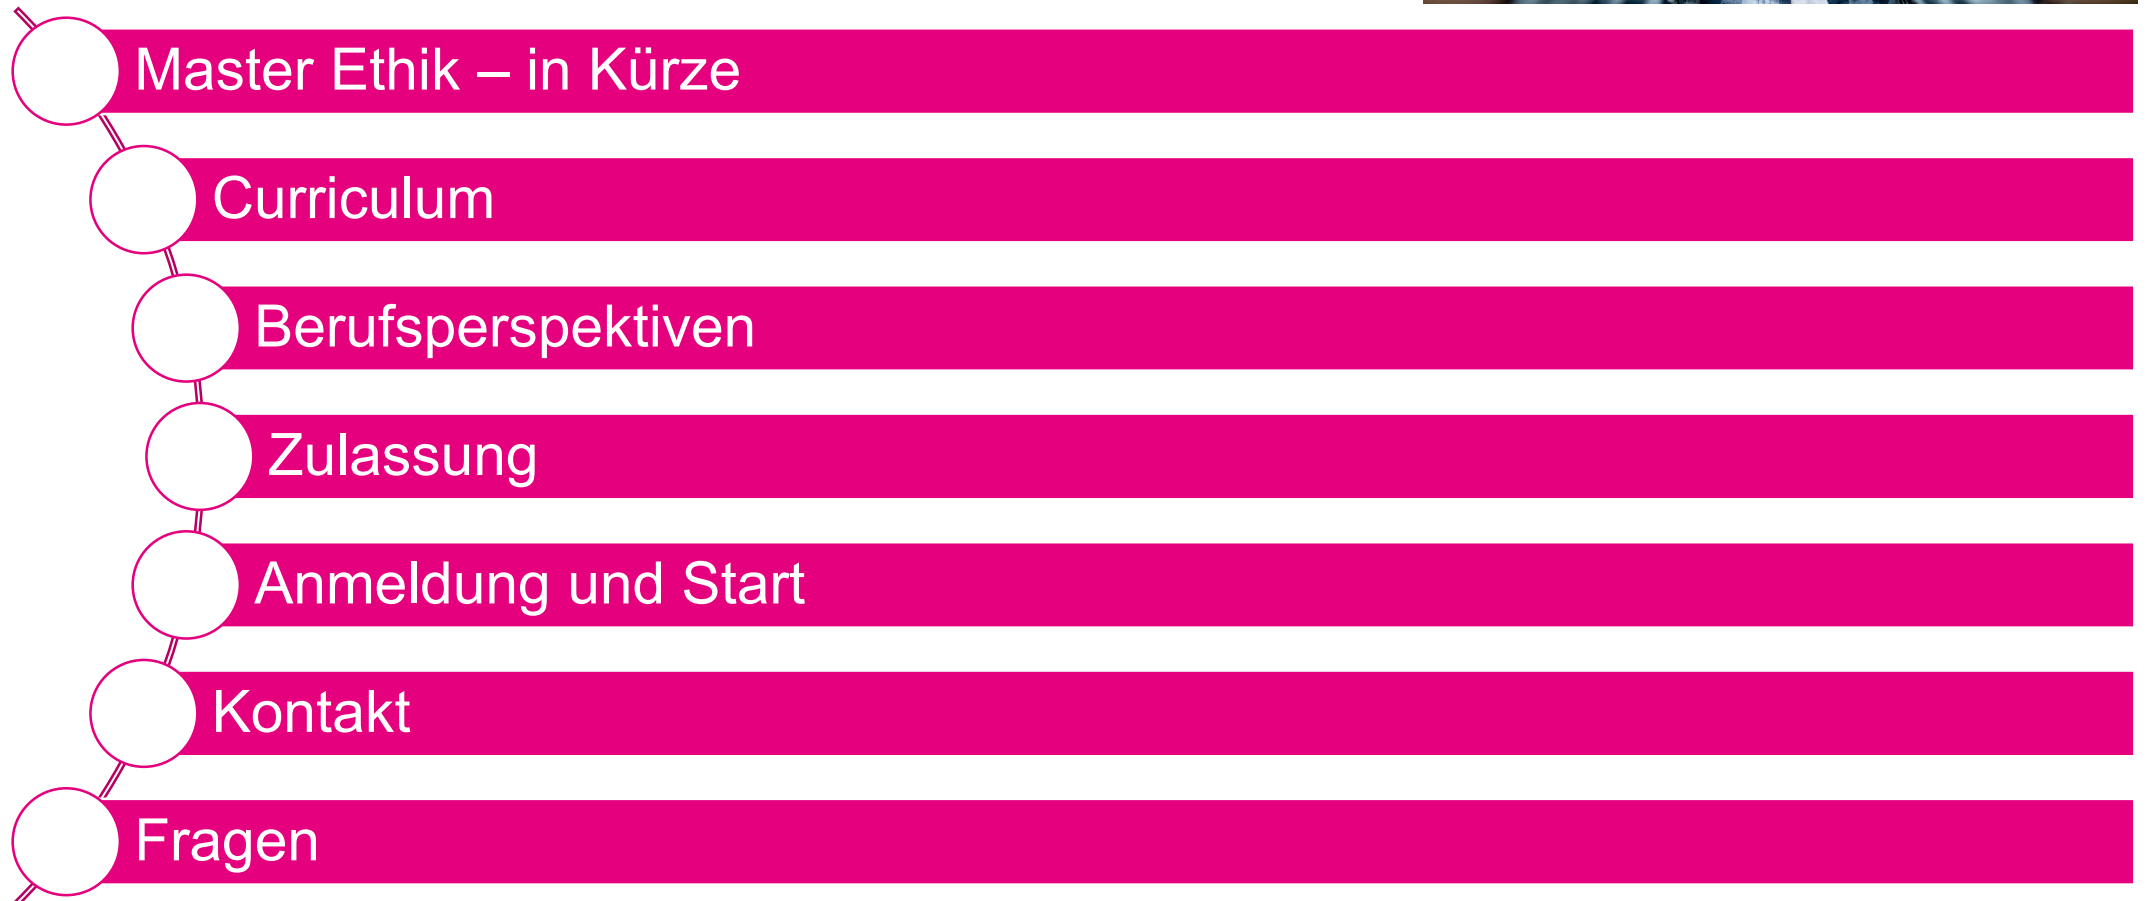 Master Ethik – in Kürze
Curriculum
Berufsperspektiven
Zulassung
Anmeldung und Start
Kontakt
Fragen